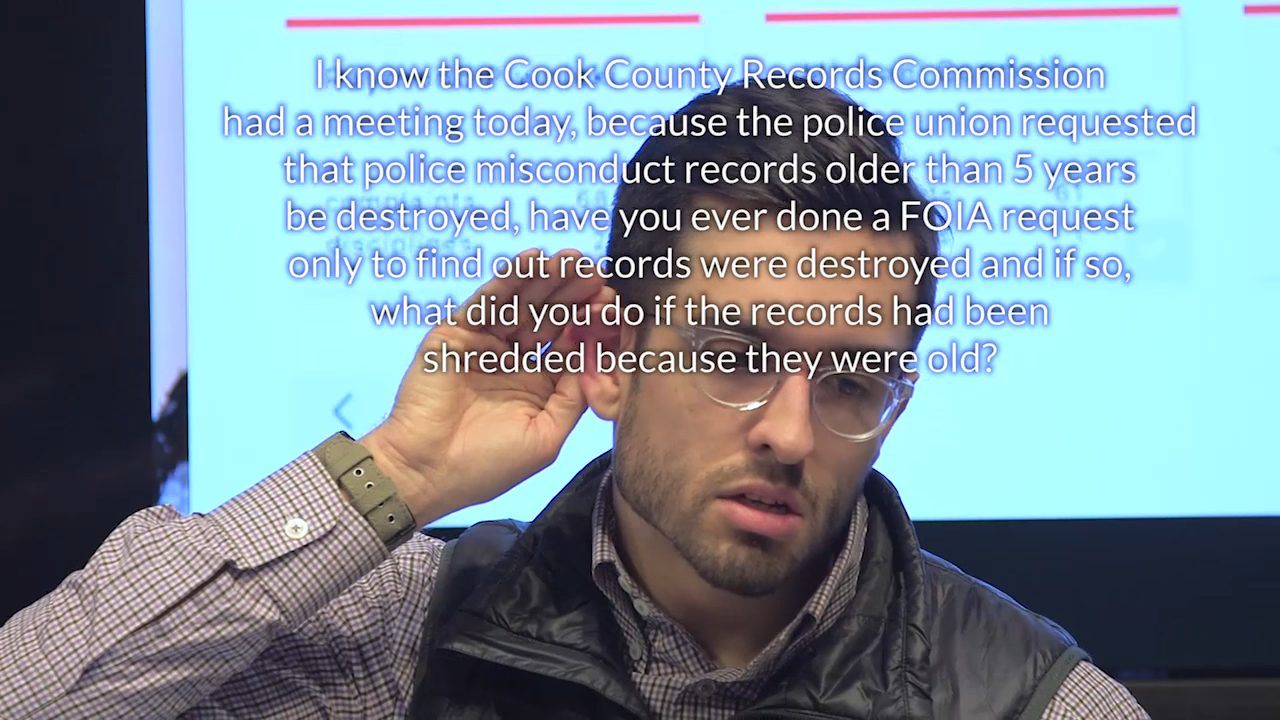 I know the Cook County Records Commission
had a meeting today, because the police union requested
that police misconduct records older than 5 years
be destroyed, have you ever done a FOIA request
only to find out records were destroyed and if so,
what did you do if the records had been
shredded because they were old?